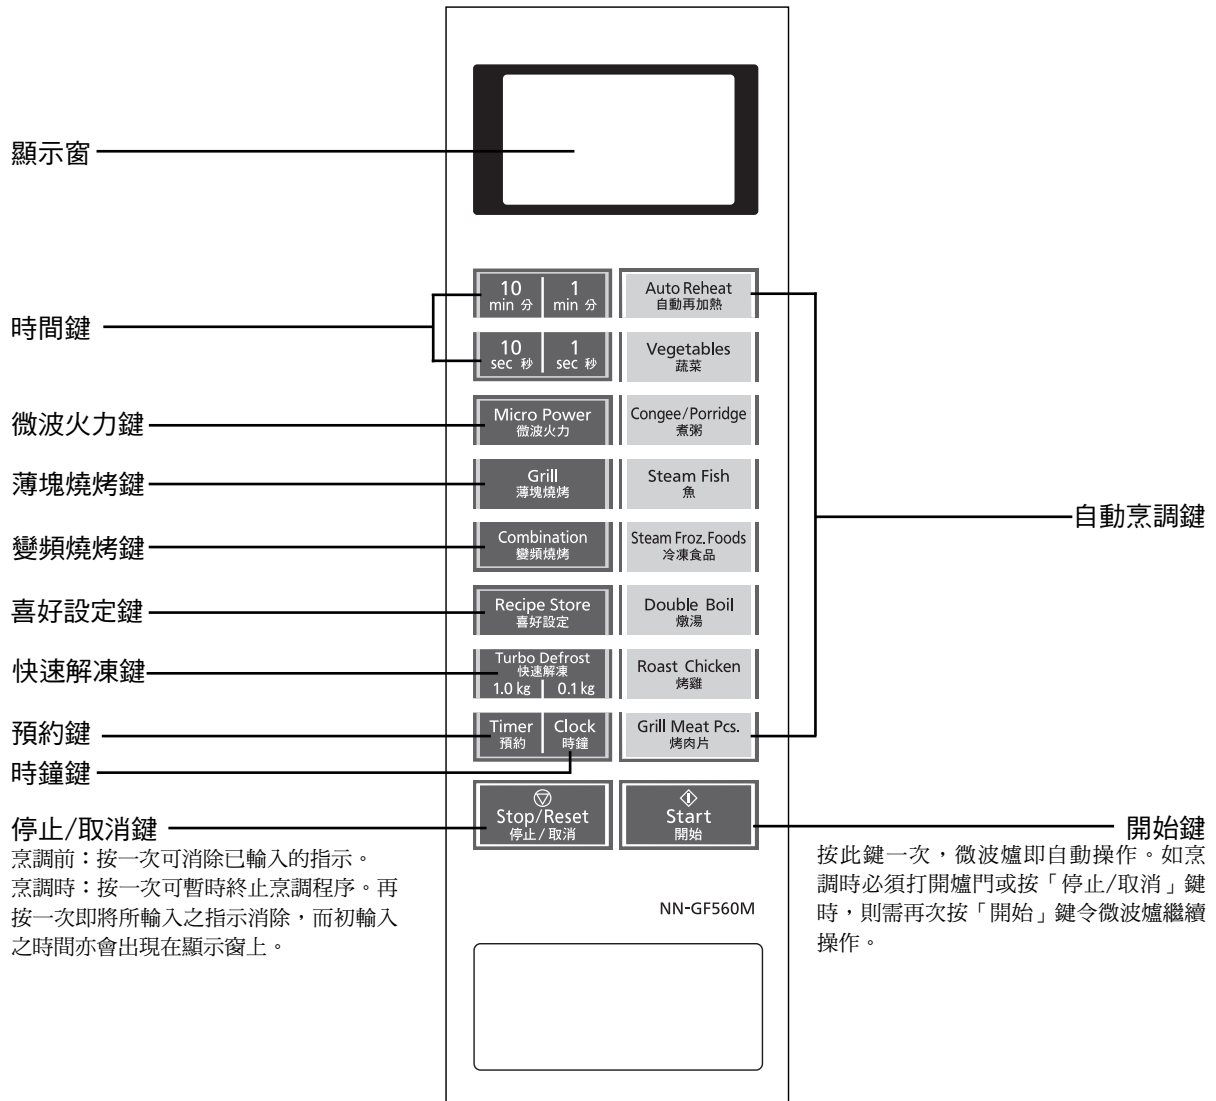 顯示窗
時間鍵
微波火力鍵
薄塊燒烤鍵
變頻燒烤鍵
喜好設定鍵
快速解凍鍵
預約鍵
時鐘鍵
停止/取消鍵
烹調前：按一次可消除已輸入的指示。
烹調時：按一次可暫時終止烹調程序。再
按一次即將所輸入之指示消除，而初輸入
之時間亦會出現在顯示窗上。
10 1
min 分 min 分
10 1
sec 秒 sec 秒
Micro Power
微波火力
Grill
薄塊燒烤
Combination
變頻燒烤
Recipe Store
喜好設定
Turbo Defrost
快速解凍
1.0 kg 0.1 kg
Timer Clock
預約 時鐘
Stop/Reset
停止/取消
Auto Reheat
自動再加熱
Vegetables
蔬菜
Congee/Porridge
煮粥
Steam Fish
魚
Steam Froz. Foods
冷凍食品
Double Boil
燉湯
Roast Chicken
烤雞
Grill Meat Pcs.
烤肉片
Start
開始
NN-GF560M
自動烹調鍵
開始鍵
按此鍵一次，微波爐即自動操作。如烹
調時必須打開爐門或按「停止/取消」鍵
時，則需再次按「開始」鍵令微波爐繼續
操作。